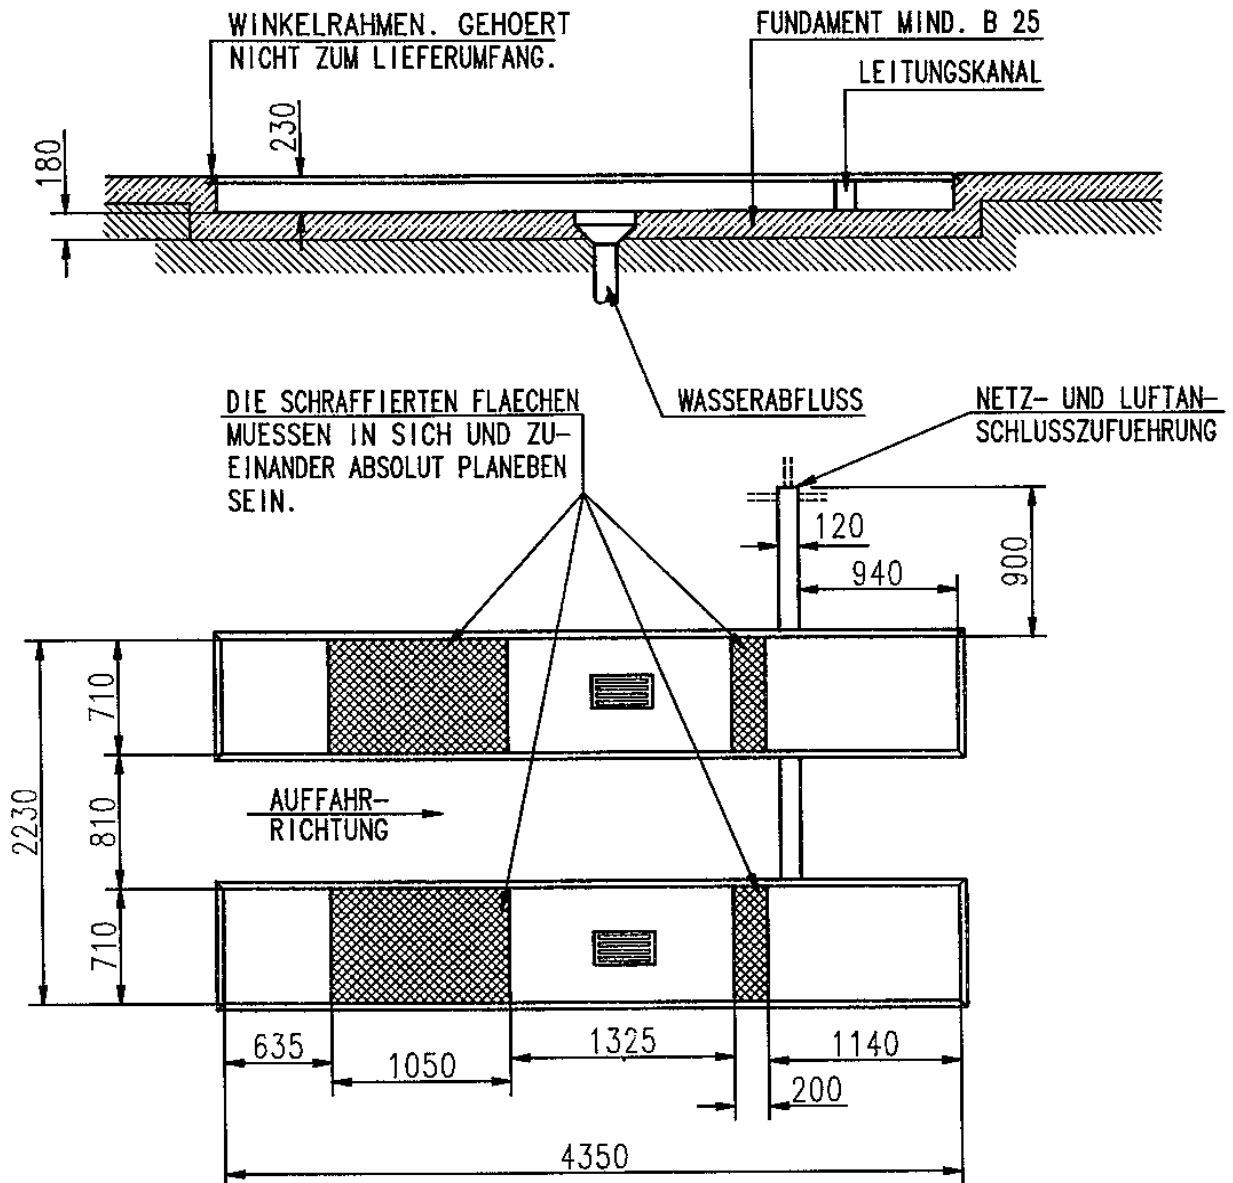 WINKELRAHMEN. GEHOERT
NICHT ZUM LIEFERUMFANG.
FUNDAMENT MIND. B 25
LEITUNGSKANAL
230
180
DIE SCHRAFFIERTEN FLAECHEN
MUESSEN IN SICH UND ZU-
EINANDER ABSOLUT PLANEBEN
SEIN.
WASSERABFLUSS
NETZ- UND LUFTAN-
SCHLUSSZUFUEHRUNG
120
940
900
710
810
2230
710
AUFFAHR-
RICHTUNG
635
1050
1325
200
1140
4350